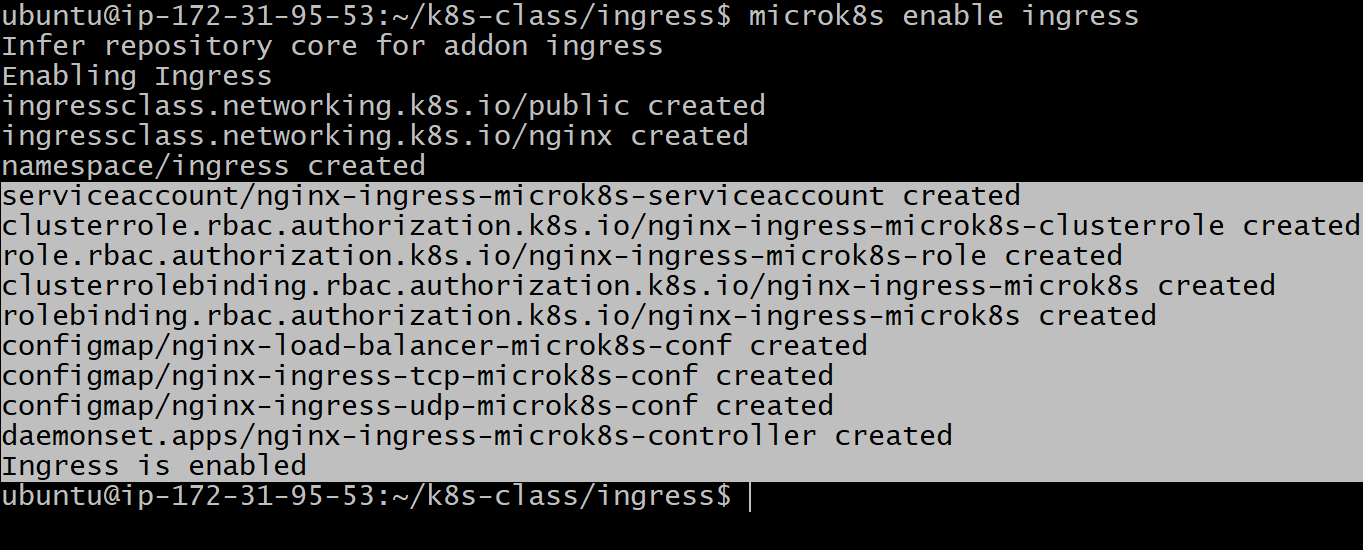 ubuntu@ip-172-31-95-53:~/k8s-class/ingress$ microk8s enable ingress
Infer repository core for addon ingress
Enabling Ingress
ingressclass.networking.k8s.io/public created
ingressclass.networking.k8s.io/nginx created
namespace/ingress created
serviceaccount/nginx-ingress-microk8s-serviceaccount created
clusterrole.rbac.authorization.k8s.io/nginx-ingress-microk8s-clusterrole created
role.rbac.authorization.k8s.io/nginx-ingress-microk8s-role created
clusterrolebinding.rbac.authorization.k8s.io/nginx-ingress-microk8s created
rolebinding.rbac.authorization.k8s.io/nginx-ingress-microk8s created
configmap/nginx-load-balancer-microk8s-conf created
configmap/nginx-ingress-tcp-microk8s-conf created
configmap/nginx-ingress-udp-microk8s-conf created
daemonset.apps/nginx-ingress-microk8s-controller created
Ingress is enabled
ubuntu@ip-172-31-95-53:~/k8s-class/ingress$